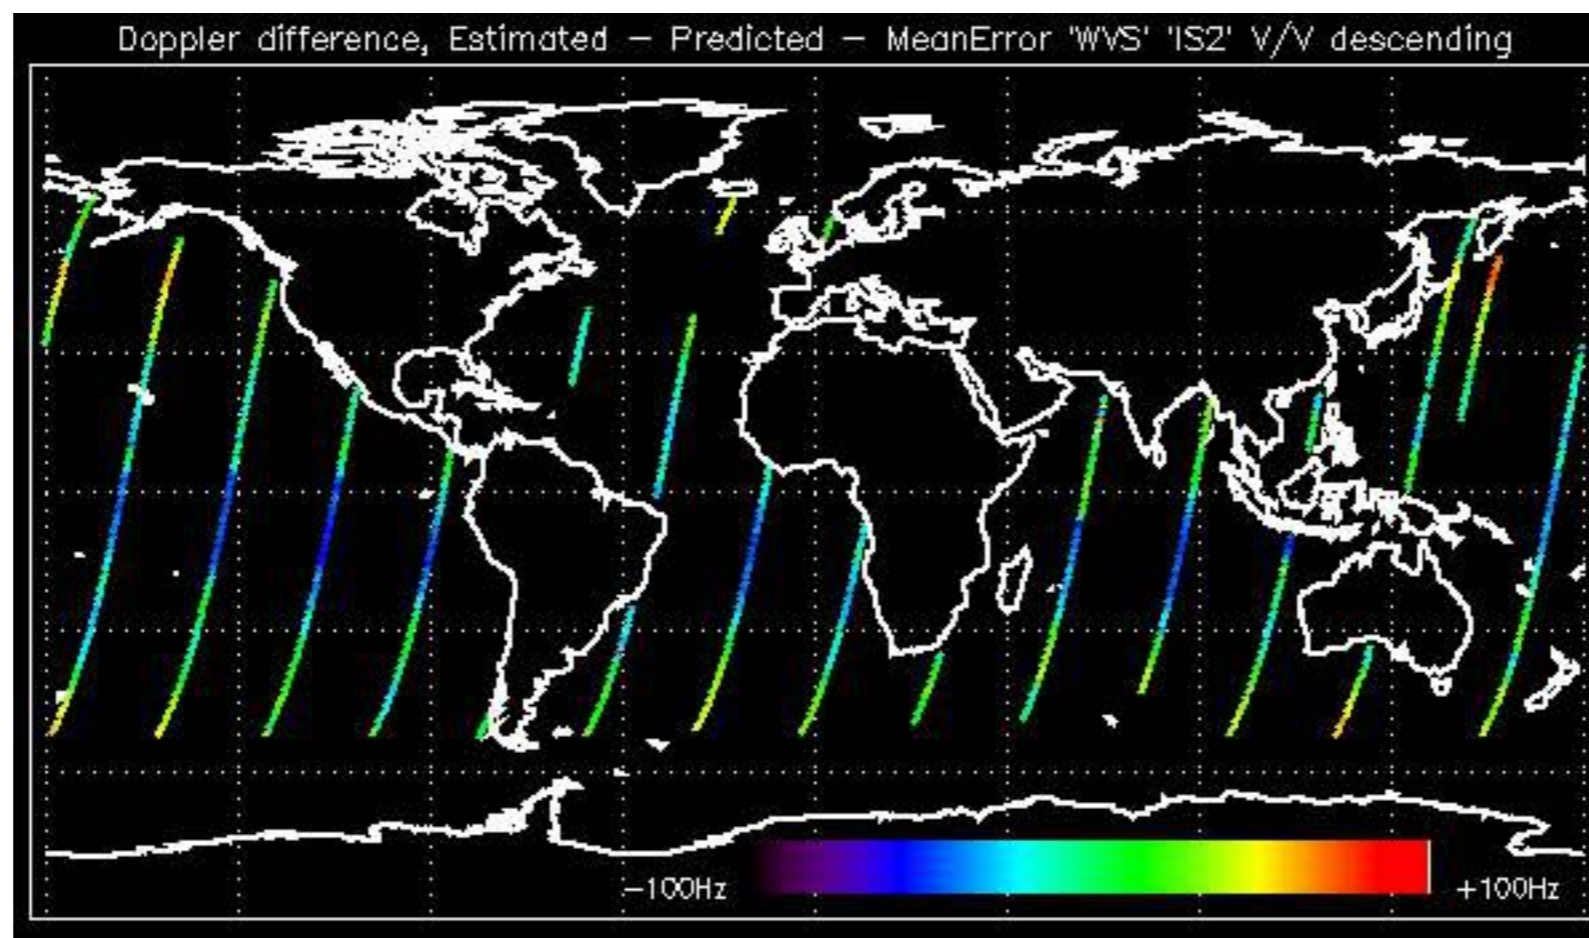 Doppler difference, Estimated – Predicted – MeanError 'WVS' 'IS2' V/V descending
–100Hz +100Hz